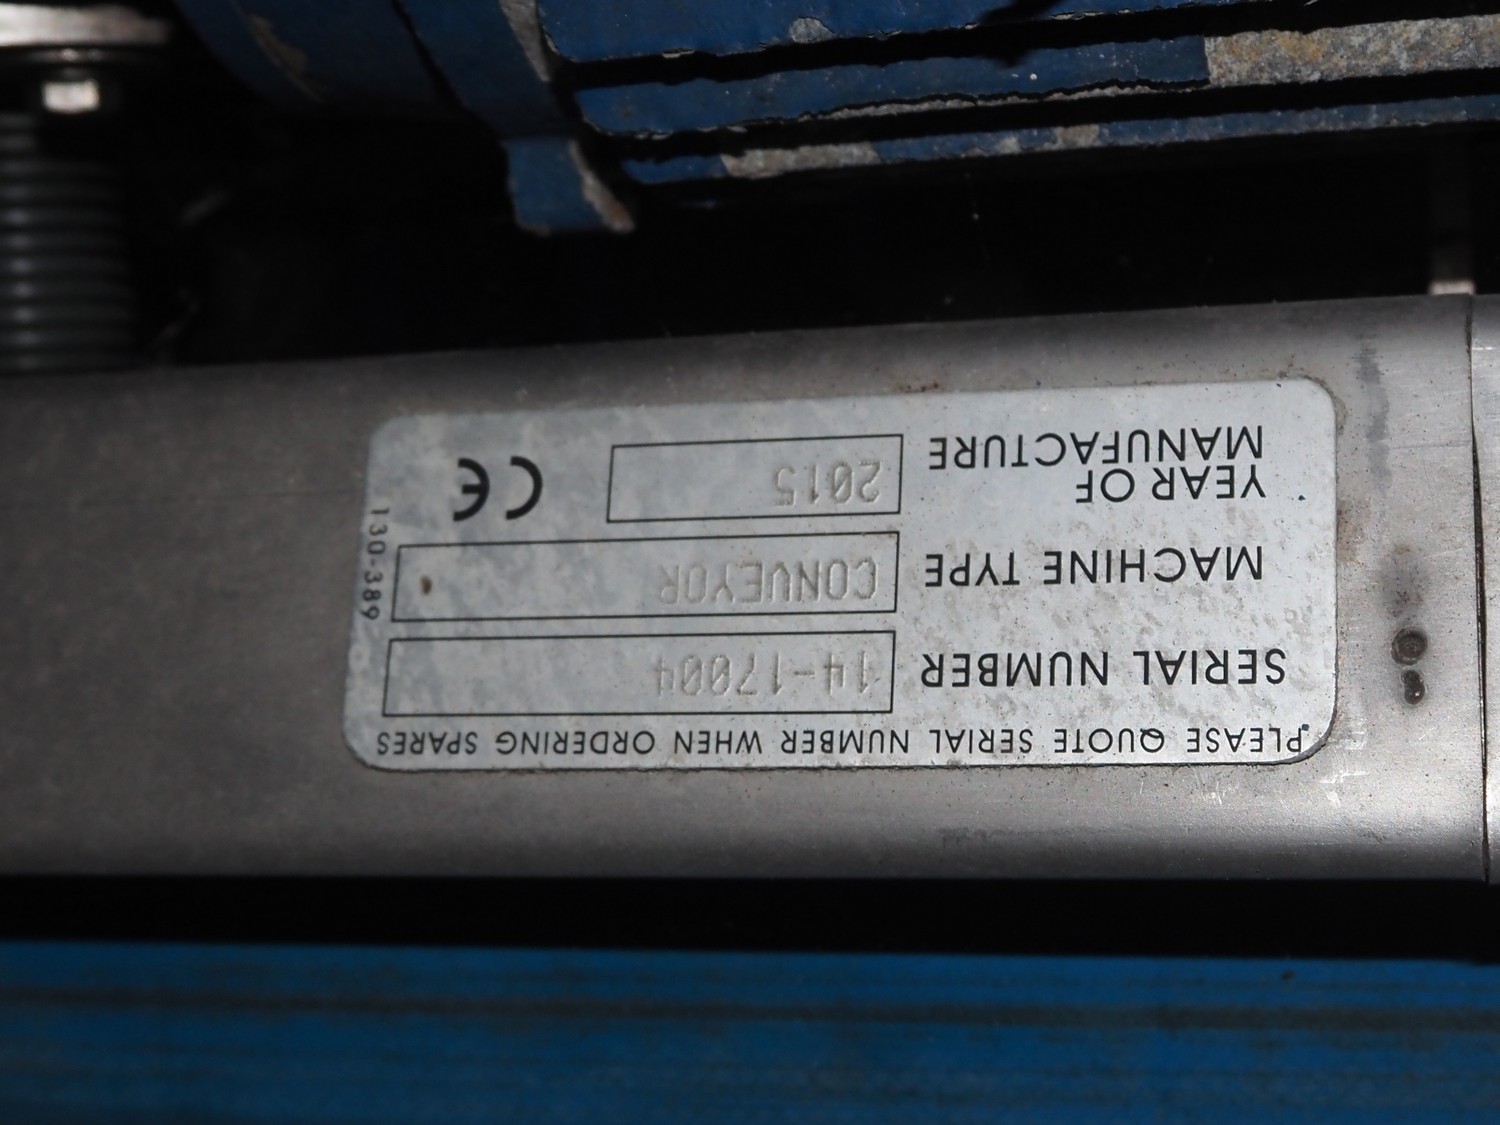 PLEASE QUOTE SERIAL NUMBER WHEN ORDERING SPARES
SERIAL NUMBER 14-17004
MACHINE TYPE CONVEYOR
YEAR OF
MANUFACTURE 2015 CE
130-389